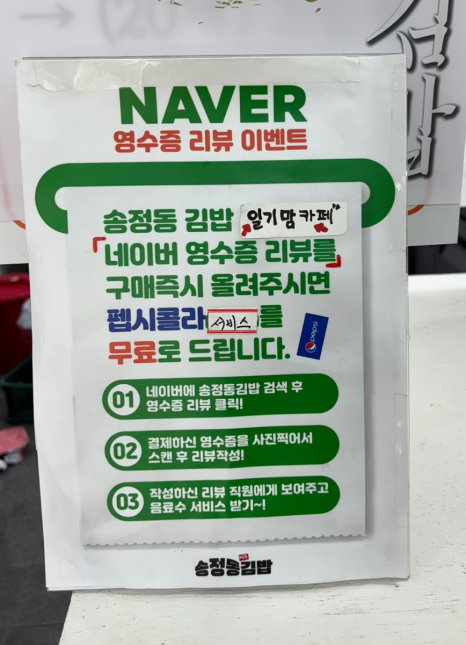 → (20
김밥
NAVER
영수증 리뷰 이벤트
송정동 김밥 일기맘카페"
「네이버 영수증 리뷰를」
구매즉시 올려주시면
펩시콜라 서비스 를
무료로 드립니다.
pepsi
01 네이버에 송정동김밥 검색 후
영수증 리뷰 클릭!
02 결제하신 영수증을 사진찍어서
스캔 후 리뷰작성!
03 작성하신 리뷰 직원에게 보여주고
음료수 서비스 받기~!
송정동김밥